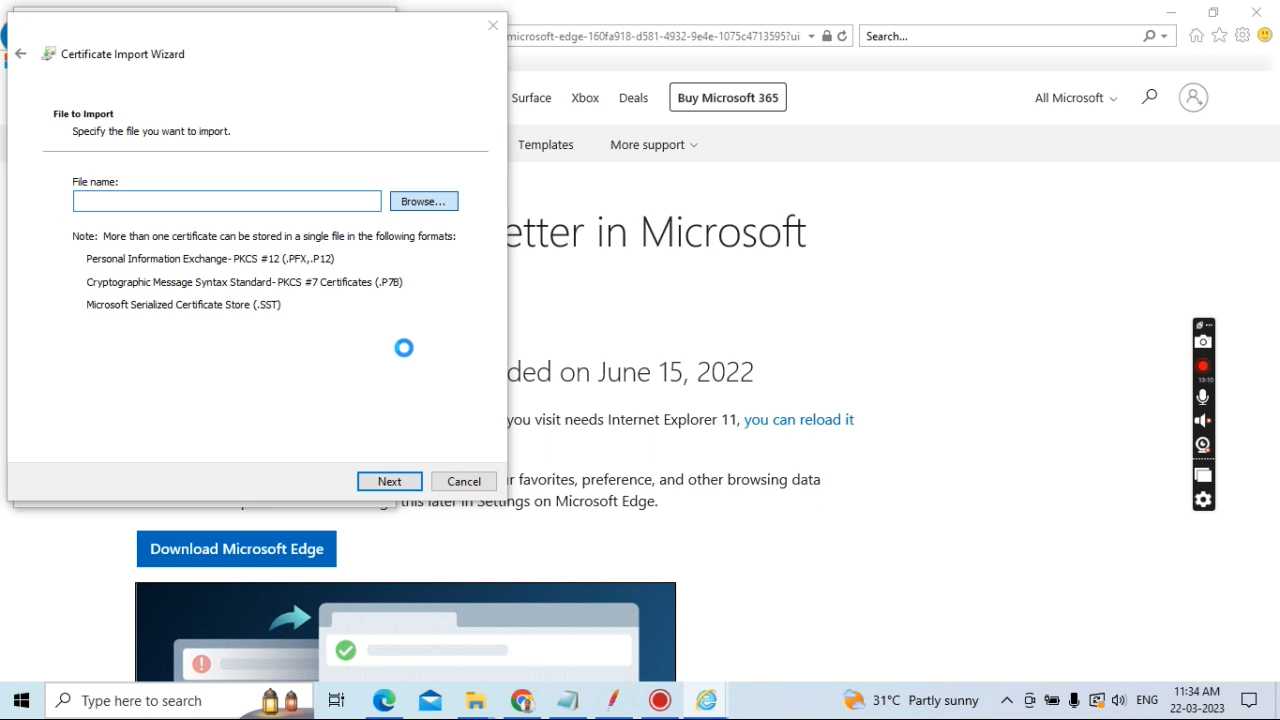 Certificate Import Wizard
File to Import
Specify the file you want to import.
File name:
Browse...
Note: More than one certificate can be stored in a single file in the following formats:
Personal Information Exchange- PKCS #12 (.PFX,.P12)
Cryptographic Message Syntax Standard- PKCS #7 Certificates (.P7B)
Microsoft Serialized Certificate Store (.SST)
Next
Cancel
microsoft-edge-160fa918-d581-4932-9e4e-1075c4713595?ui
Search...
Surface
Xbox
Deals
Buy Microsoft 365
All Microsoft
Templates
More support
etter in Microsoft
ded on June 15, 2022
you visit needs Internet Explorer 11, you can reload it
r favorites, preference, and other browsing data
this later in Settings on Microsoft Edge.
Download Microsoft Edge
13:10
Type here to search
31°C Partly sunny
ENG
11:34 AM
22-03-2023